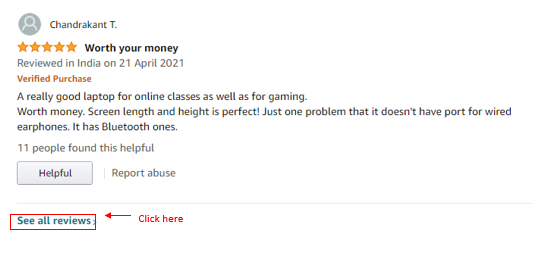 Chandrakant T.
Worth your money
Reviewed in India on 21 April 2021
Verified Purchase
A really good laptop for online classes as well as for gaming.
Worth money. Screen length and height is perfect! Just one problem that it doesn't have port for wired
earphones. It has Bluetooth ones.
11 people found this helpful
Helpful | Report abuse
See all reviews › Click here